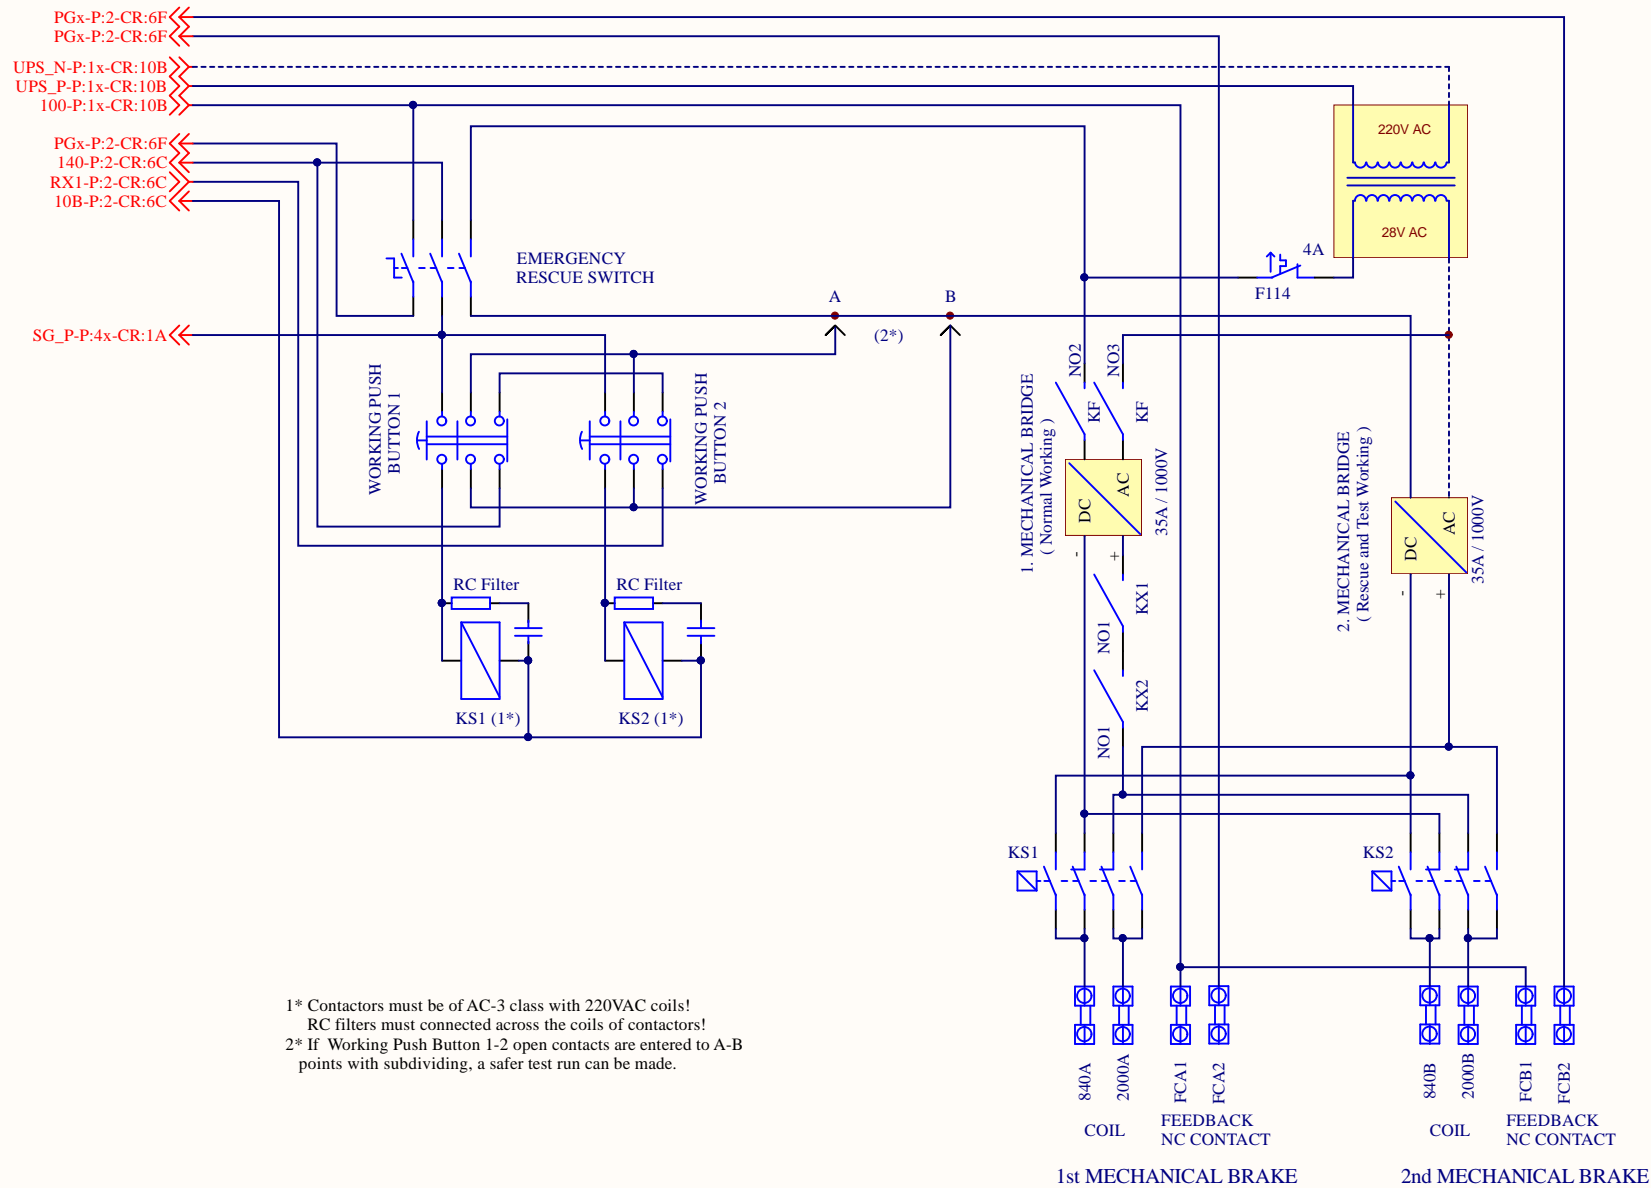 PGx-P:2-CR:6F
PGx-P:2-CR:6F
UPS_N-P:1x-CR:10B
UPS_P-P:1x-CR:10B
100-P:1x-CR:10B
PGx-P:2-CR:6F
140-P:2-CR:6C
RX1-P:2-CR:6C
10B-P:2-CR:6C
SG_P-P:4x-CR:1A
220V AC
28V AC
4A
F114
EMERGENCY
RESCUE SWITCH
A
B
(2*)
WORKING PUSH
BUTTON 1
WORKING PUSH
BUTTON 2
NO2
NO3
KF
KF
1. MECHANICAL BRIDGE
( Normal Working )
DC
AC
35A / 1000V
-
+
2. MECHANICAL BRIDGE
( Rescue and Test Working )
DC
AC
35A / 1000V
-
+
KX1
NO1
KX2
NO1
RC Filter
RC Filter
KS1 (1*)
KS2 (1*)
KS1
KS2
1* Contactors must be of AC-3 class with 220VAC coils!
RC filters must connected across the coils of contactors!
2* If Working Push Button 1-2 open contacts are entered to A-B
points with subdividing, a safer test run can be made.
840A
2000A
FCA1
FCA2
840B
2000B
FCB1
FCB2
COIL
FEEDBACK
NC CONTACT
COIL
FEEDBACK
NC CONTACT
1st MECHANICAL BRAKE
2nd MECHANICAL BRAKE